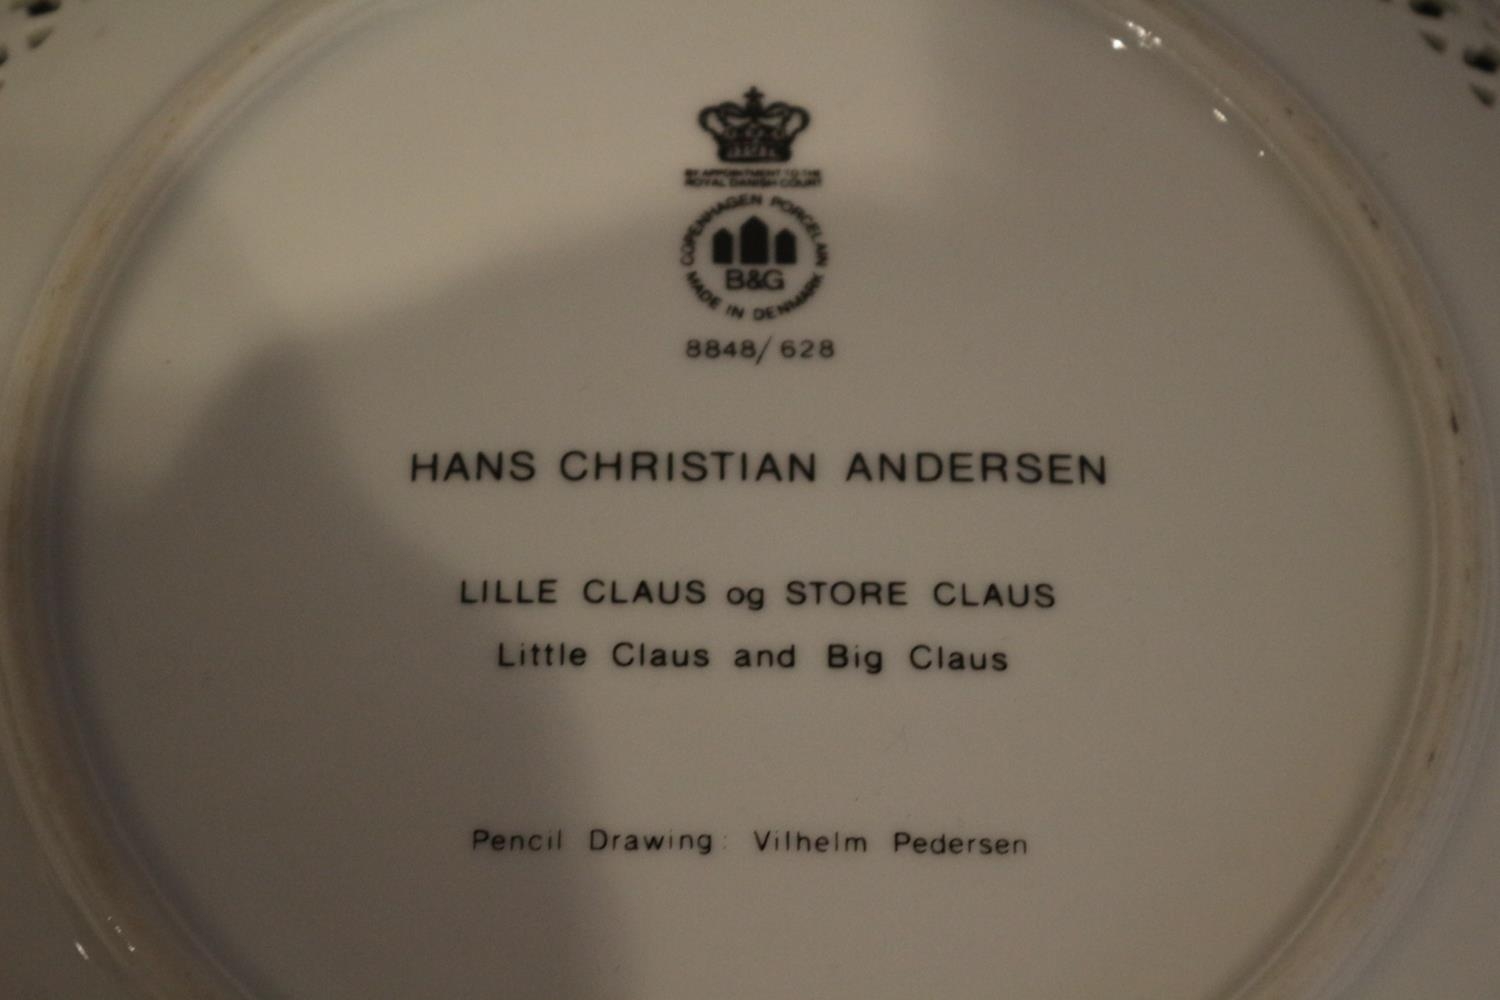 BY APPOINTMENT TO THE
ROYAL DANISH COURT
COPENHAGEN PORCELAIN
B&G
MADE IN DENMARK
8848/628
HANS CHRISTIAN ANDERSEN
LILLE CLAUS og STORE CLAUS
Little Claus and Big Claus
Pencil Drawing: Vilhelm Pedersen